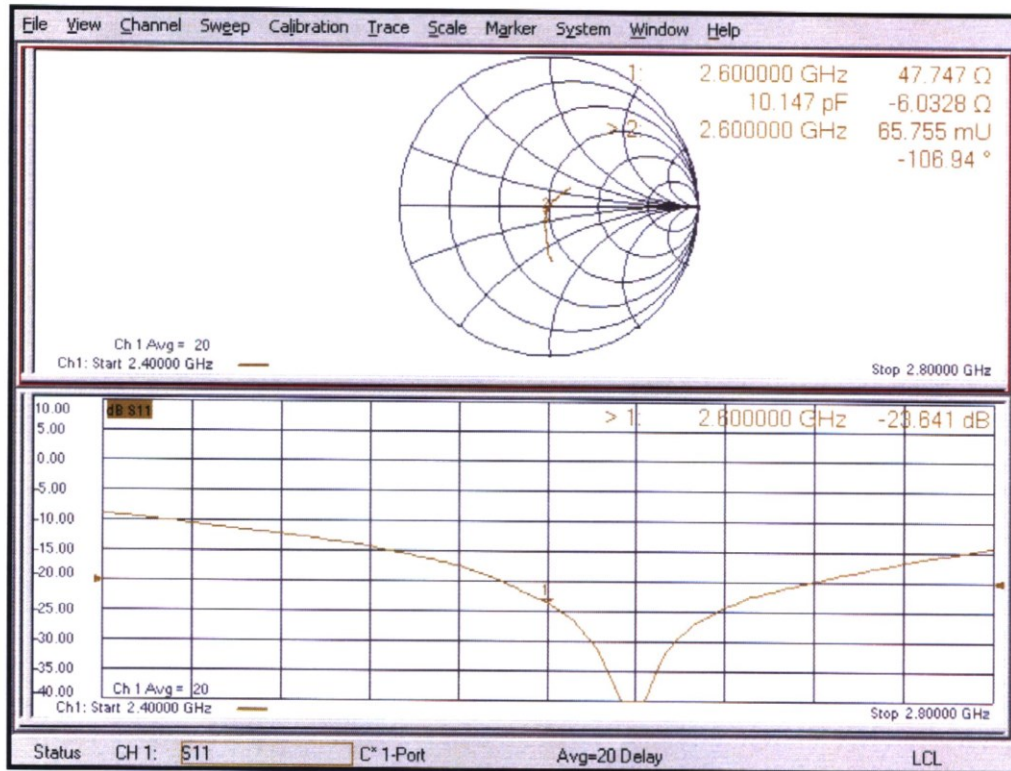 File View Channel Sweep Calibration Trace Scale Marker System Window Help
1: 2.600000 GHz 47.747 Ω
10.147 pF -6.0328 Ω
> 2: 2.600000 GHz 65.755 mU
-106.94 °
2
Ch 1 Avg = 20
Ch1: Start 2.40000 GHz
Stop 2.80000 GHz
10.00
dB S11
> 1: 2.600000 GHz -23.641 dB
5.00
0.00
-5.00
-10.00
-15.00
-20.00
1
-25.00
-30.00
-35.00
-40.00
Ch 1 Avg = 20
Ch1: Start 2.40000 GHz
Stop 2.80000 GHz
Status CH 1: S11 C* 1-Port Avg=20 Delay LCL